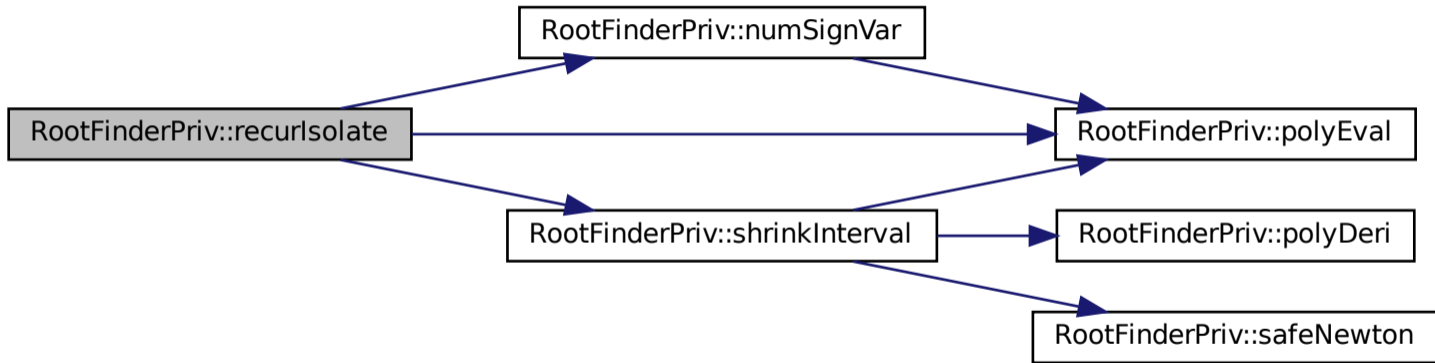 RootFinderPriv::numSignVar
RootFinderPriv::recurIsolate
RootFinderPriv::polyEval
RootFinderPriv::shrinkInterval
RootFinderPriv::polyDeri
RootFinderPriv::safeNewton